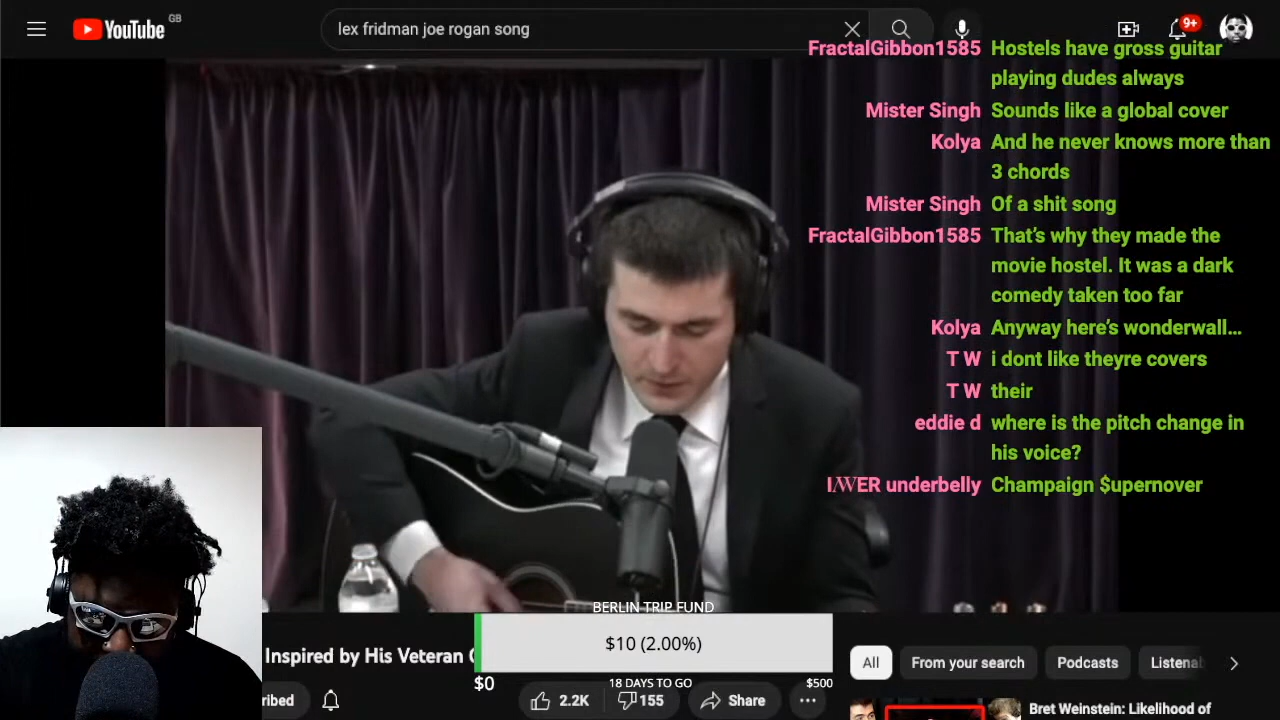 YouTube GB
lex fridman joe rogan song
9+
FractalGibbon1585 Hostels have gross guitar
playing dudes always
Mister Singh Sounds like a global cover
Kolya And he never knows more than
3 chords
Mister Singh Of a shit song
FractalGibbon1585 That's why they made the
movie hostel. It was a dark
comedy taken too far
Kolya Anyway here's wonderwall...
T W i dont like theyre covers
T W their
eddie d where is the pitch change in
his voice?
underbelly Champaign $upernover
BERLIN TRIP FUND
$10 (2.00%)
$0
18 DAYS TO GO
$500
Inspired by His Veteran
ribed
2.2K
155
Share
All
From your search
Podcasts
Listenab
Bret Weinstein: Likelihood of